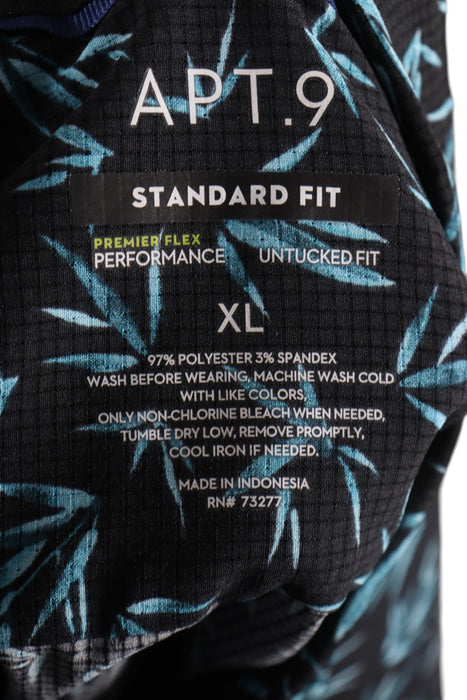 APT.9
STANDARD FIT
PREMIER FLEX
PERFORMANCE UNTUCKED FIT
XL
97% POLYESTER 3% SPANDEX
WASH BEFORE WEARING, MACHINE WASH COLD
WITH LIKE COLORS,
ONLY NON-CHLORINE BLEACH WHEN NEEDED,
TUMBLE DRY LOW, REMOVE PROMPTLY,
COOL IRON IF NEEDED.
MADE IN INDONESIA
RN# 73277